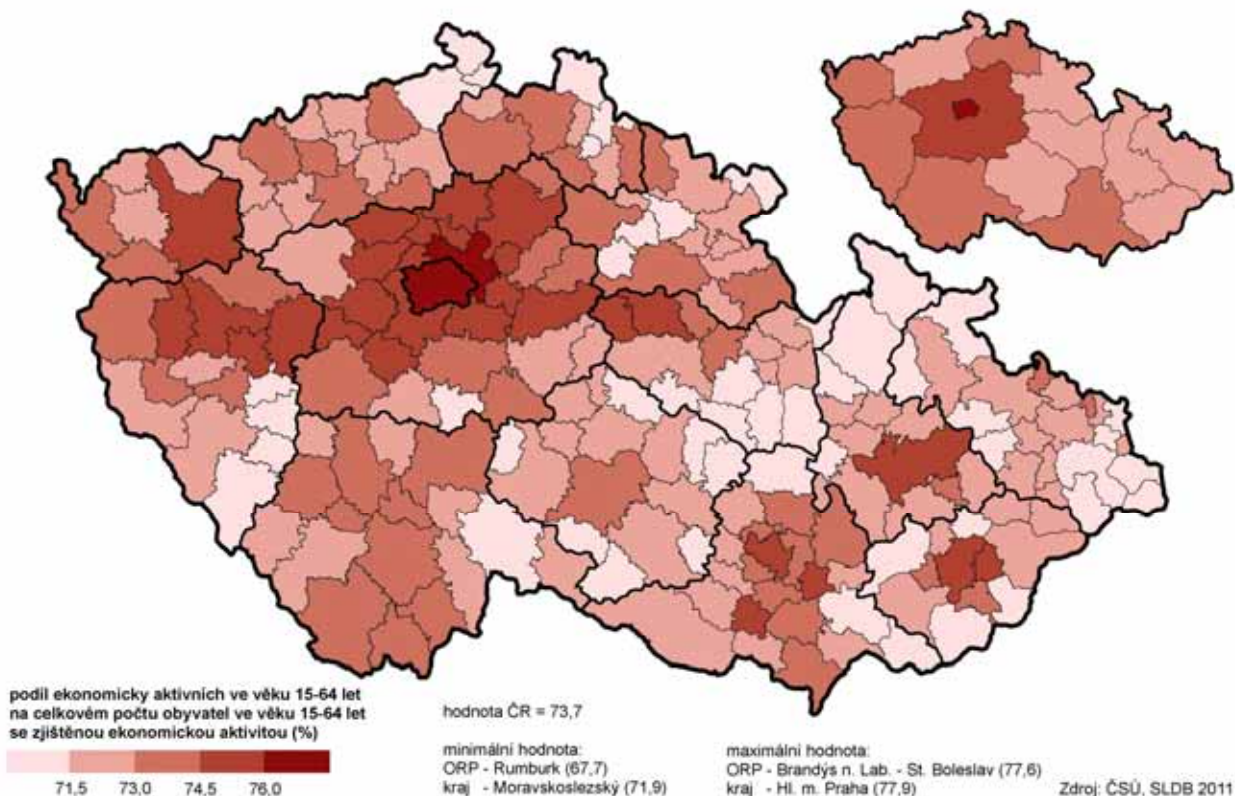 podíl ekonomicky aktivních ve věku 15-64 let
na celkovém počtu obyvatel ve věku 15-64 let
se zjištěnou ekonomickou aktivitou (%)
71,5 73,0 74,5 76,0
hodnota ČR = 73,7
minimální hodnota:
ORP - Rumburk (67,7)
kraj - Moravskoslezský (71,9)
maximální hodnota:
ORP - Brandýs n. Lab. - St. Boleslav (77,6)
kraj - Hl. m. Praha (77,9)
Zdroj: ČSÚ, SLDB 2011